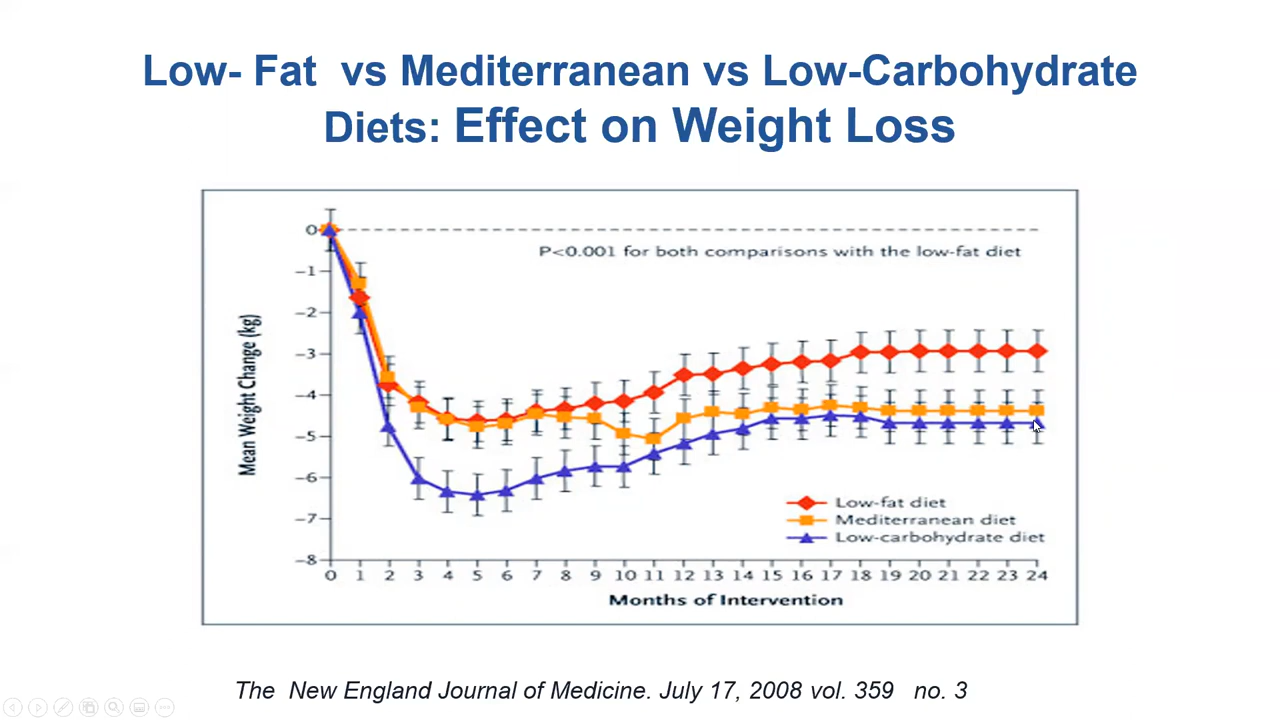 Low- Fat  vs Mediterranean vs Low-Carbohydrate
Diets: Effect on Weight Loss
P<0.001 for both comparisons with the low-fat diet
Mean Weight Change (kg)
0
−1
−2
−3
−4
−5
−6
−7
−8
Low-fat diet
Mediterranean diet
Low-carbohydrate diet
0 1 2 3 4 5 6 7 8 9 10 11 12 13 14 15 16 17 18 19 20 21 22 23 24
Months of Intervention
The  New England Journal of Medicine. July 17, 2008 vol. 359   no. 3